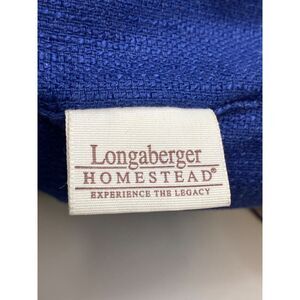 Longaberger
HOMESTEAD®
EXPERIENCE THE LEGACY